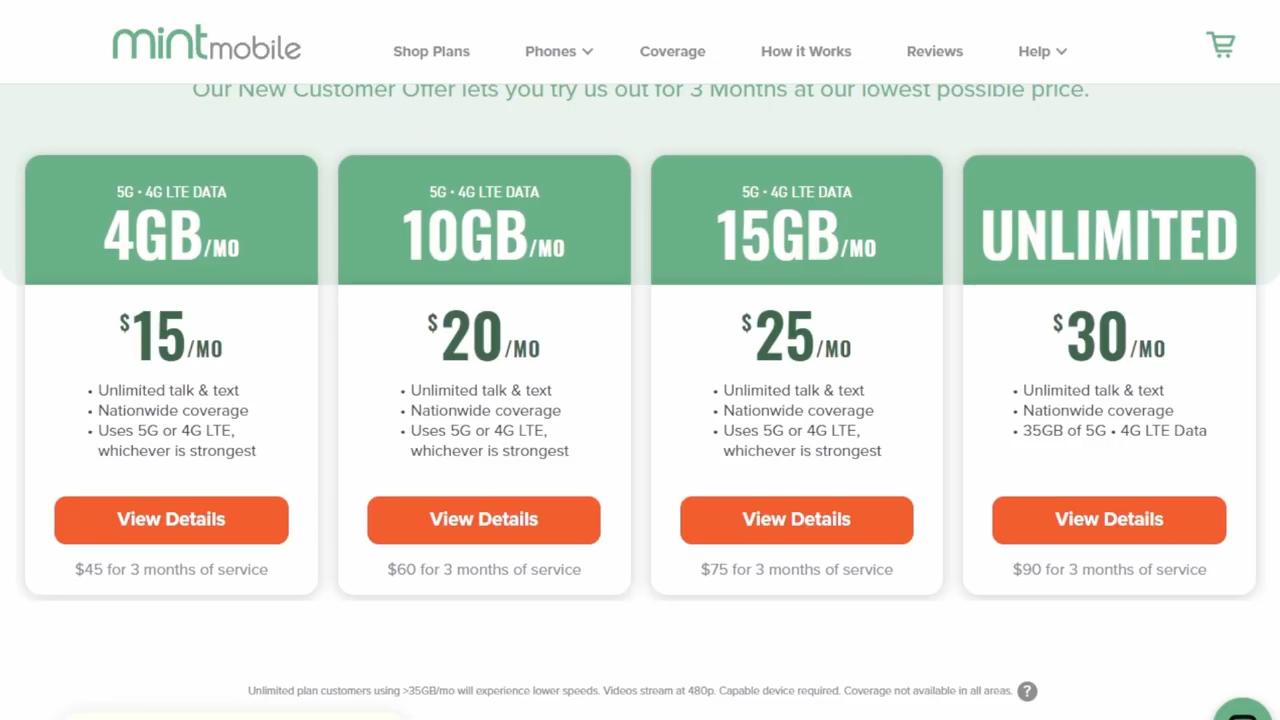 mintmobile
Shop Plans
Phones
Coverage
How it Works
Reviews
Help
Our New Customer Offer lets you try us out for 3 Months at our lowest possible price.
5G • 4G LTE DATA
4GB/MO
$15/MO
• Unlimited talk & text
• Nationwide coverage
• Uses 5G or 4G LTE,
whichever is strongest
View Details
$45 for 3 months of service
5G • 4G LTE DATA
10GB/MO
$20/MO
• Unlimited talk & text
• Nationwide coverage
• Uses 5G or 4G LTE,
whichever is strongest
View Details
$60 for 3 months of service
5G • 4G LTE DATA
15GB/MO
$25/MO
• Unlimited talk & text
• Nationwide coverage
• Uses 5G or 4G LTE,
whichever is strongest
View Details
$75 for 3 months of service
UNLIMITED
$30/MO
• Unlimited talk & text
• Nationwide coverage
• 35GB of 5G • 4G LTE Data
View Details
$90 for 3 months of service
Unlimited plan customers using >35GB/mo will experience lower speeds. Videos stream at 480p. Capable device required. Coverage not available in all areas. ?